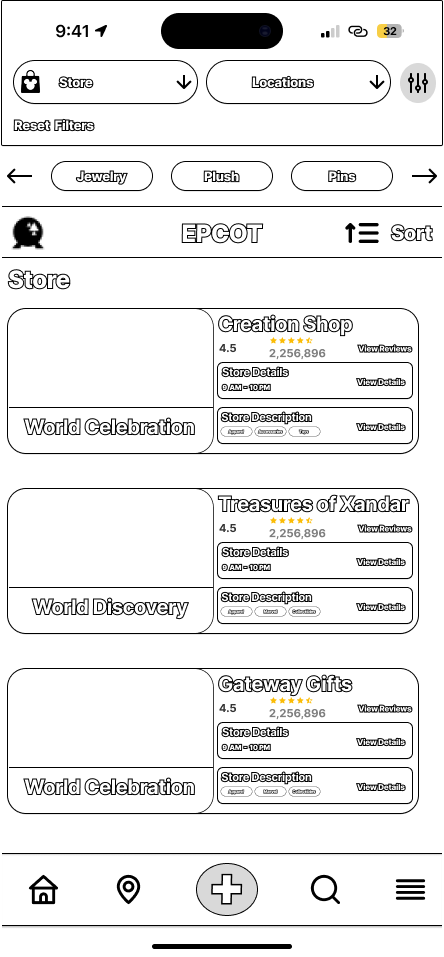 9:41
32
Store
Locations
Reset Filters
Jewelry
Plush
Pins
EPCOT
Sort
Store
World Celebration
Creation Shop
4.5
2,256,896
View Reviews
Store Details
9 AM - 10 PM
View Details
Store Description
Apparel Accessories Toys
View Details
World Discovery
Treasures of Xandar
4.5
2,256,896
View Reviews
Store Details
9 AM - 10 PM
View Details
Store Description
Apparel Marvel Collectibles
View Details
World Celebration
Gateway Gifts
4.5
2,256,896
View Reviews
Store Details
9 AM - 10 PM
View Details
Store Description
Apparel Marvel Collectibles
View Details